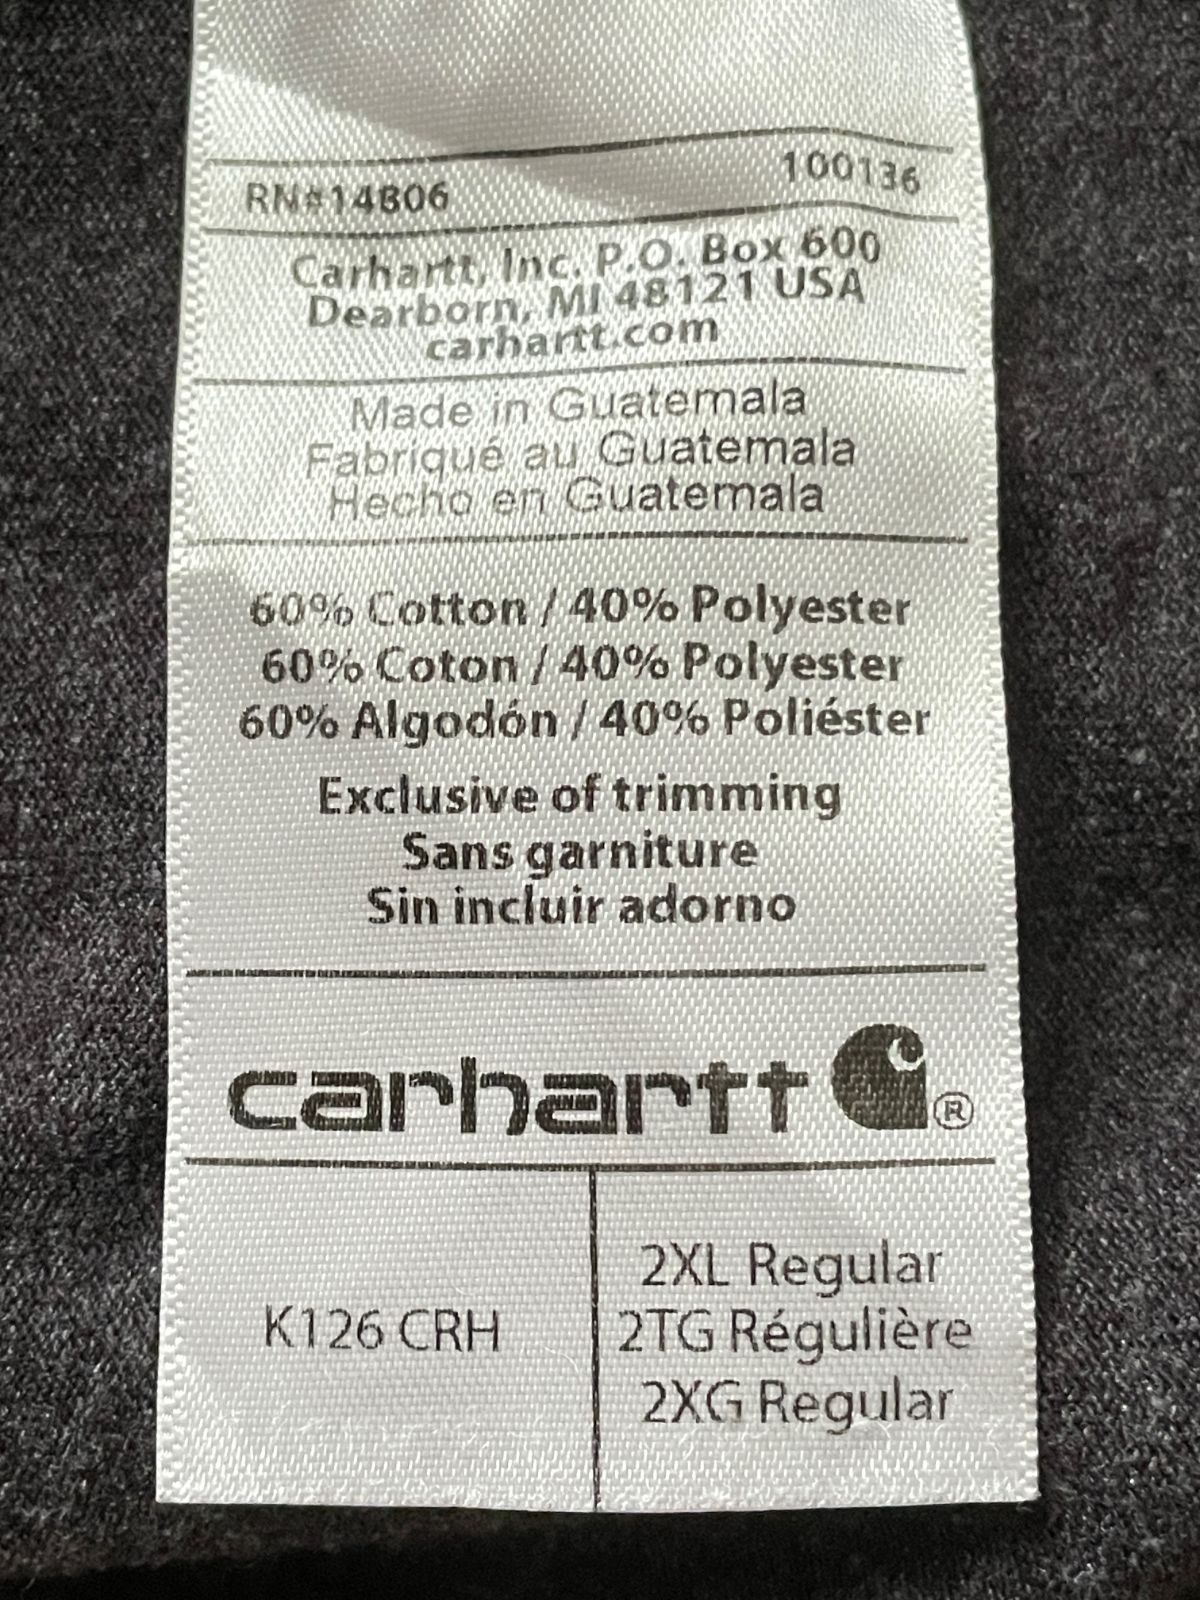 RN#14806
100136
Carhartt, Inc. P.O. Box 600
Dearborn, MI 48121 USA
carhartt.com
Made in Guatemala
Fabriqué au Guatemala
Hecho en Guatemala
60% Cotton / 40% Polyester
60% Coton / 40% Polyester
60% Algodón / 40% Poliéster
Exclusive of trimming
Sans garniture
Sin incluir adorno
carhartt ®
K126 CRH
2XL Regular
2TG Régulière
2XG Regular